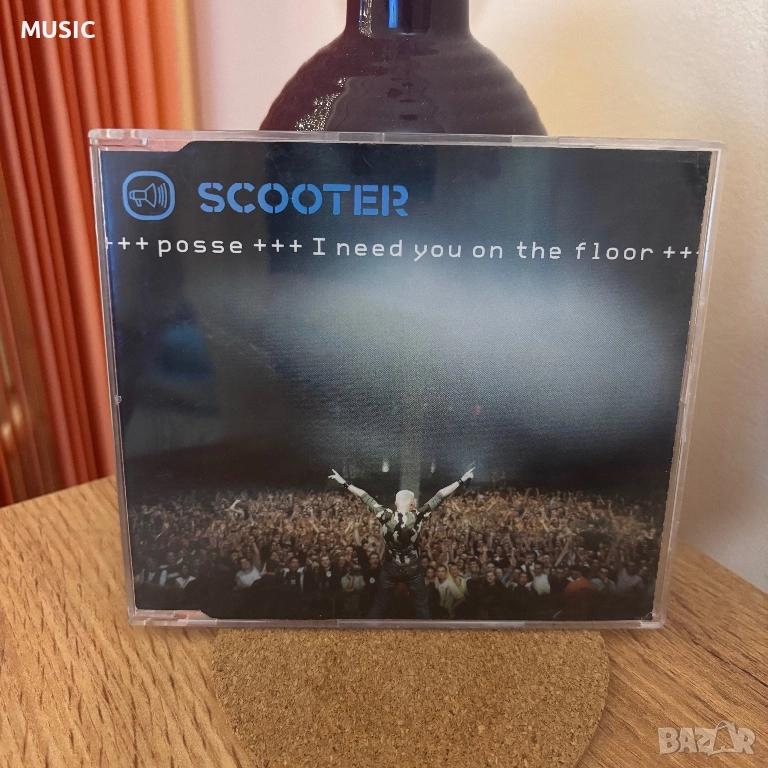 MUSIC
SCOOTER
+++ posse +++ I need you on the floor +++
BAZAR